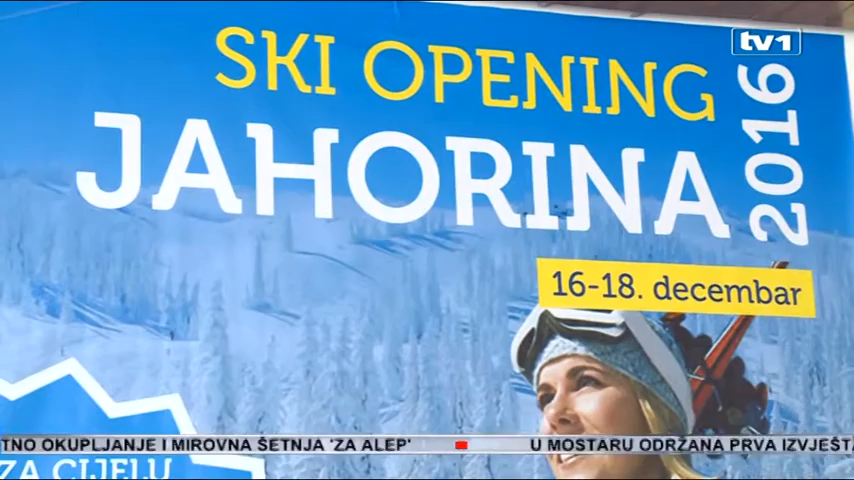 tv1
SKI OPENING
JAHORINA
2016
16-18. decembar
TNO OKUPLJANJE I MIROVNA ŠETNJA 'ZA ALEP' U MOSTARU ODRŽANA PRVA IZVJEŠTA
ZA CIJELU